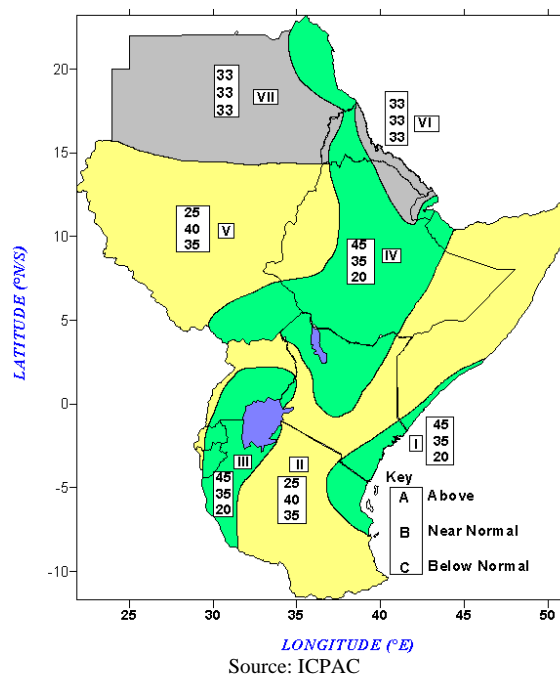 20
15
10
5
0
-5
-10
LATITUDE (°N/S)
33
33
33
VII
33
33
33
VI
25
40
35
V
45
35
20
IV
45
35
20
I
III
45
35
20
II
25
40
35
Key
A Above
B Near Normal
C Below Normal
25 30 35 40 45 50
LONGITUDE (°E)
Source: ICPAC